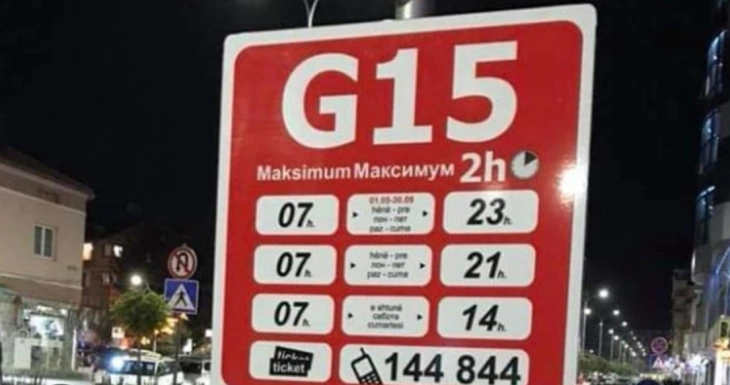 G15
Maksimum Максимум 2h
07h. 01.05-30.09 23h.
hënë - pre
пон - пет
paz - cuma
07h. hënë - pre 21h.
пон - пет
paz - cuma
07h. e shtunë 14h.
сабота
cumartesi
ticket
ticket
144 844